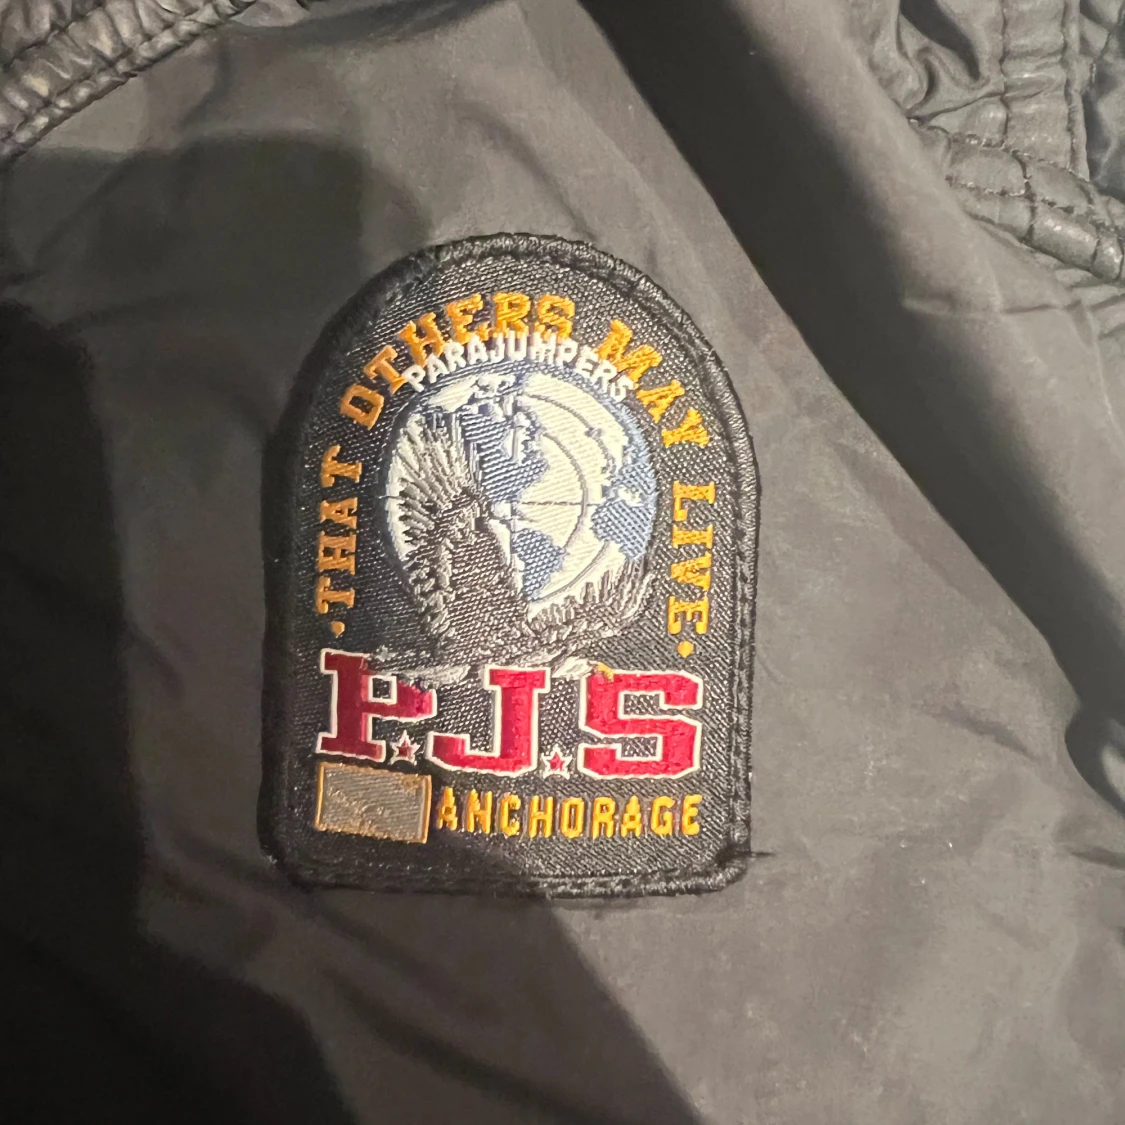 ·THAT OTHERS MAY LIVE·
PARAJUMPERS
P.J.S
ANCHORAGE